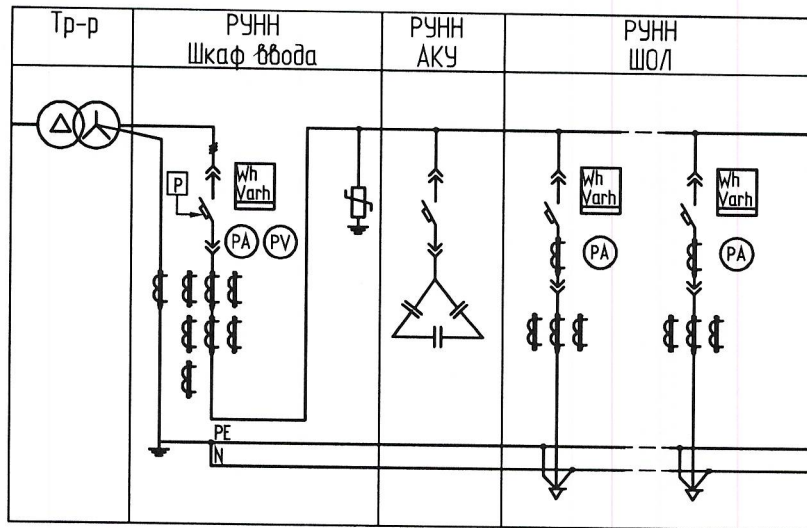 Тр-р
РУНН
Шкаф ввода
РУНН
АКУ
РУНН
ШОЛ
P
Wh
Varh
PA
PV
Wh
Varh
PA
Wh
Varh
PA
PE
N